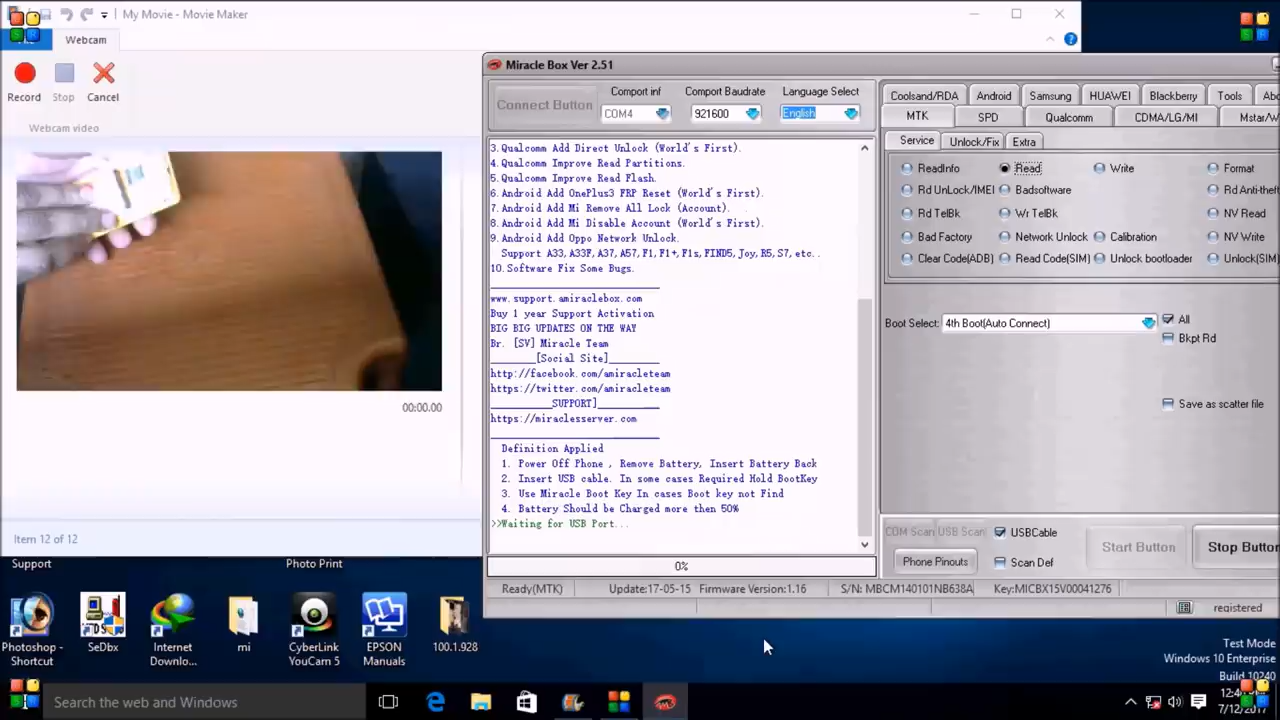 My Movie - Movie Maker
Webcam
Record
Stop
Cancel
Webcam video
00:00.00
Item 12 of 12
Miracle Box Ver 2.51
Connect Button
Comport inf
Comport Baudrate
Language Select
COM4
921600
English
3.Qualcomm Add Direct Unlock (World's First).
4.Qualcomm Improve Read Partitions.
5.Qualcomm Improve Read Flash.
6.Android Add OnePlus3 FRP Reset (World's First).
7.Android Add Mi Remove All Lock (Account).
8.Android Add Mi Disable Account (World's First).
9.Android Add Oppo Network Unlock.
Support A33, A33F, A37, A57, F1, F1+, F1s, FIND5, Joy, R5, S7, etc..
10.Software Fix Some Bugs.
www.support.amiraclebox.com
Buy 1 year Support Activation
BIG BIG UPDATES ON THE WAY
Br. [SV] Miracle Team
_______[Social Site]________
http://facebook.com/amiracleteam
https://twitter.com/amiracleteam
_________SUPPORT]_________
https://miraclesserver.com
Definition Applied
1. Power Off Phone , Remove Battery, Insert Battery Back
2. Insert USB cable. In some cases Required Hold BootKey
3. Use Miracle Boot Key In cases Boot key not Find
4. Battery Should be Charged more then 50%
>>Waiting for USB Port...
0%
Ready(MTK)
Update:17-05-15
Firmware Version:1.16
S/N: MBCM140101NB638A
Key:MICBX15V00041276
registered
Coolsand/RDA
Android
Samsung
HUAWEI
Blackberry
Tools
Abo
MTK
SPD
Qualcomm
CDMA/LG/MI
Mstar/W
Service
Unlock/Fix
Extra
ReadInfo
Read
Write
Format
Rd UnLock/IMEI
Badsoftware
Rd Anti-theft
Rd TelBk
Wr TelBk
NV Read
Bad Factory
Network Unlock
Calibration
NV Write
Clear Code(ADB)
Read Code(SIM)
Unlock bootloader
Unlock(SIM
Boot Select:
4th Boot(Auto Connect)
All
Bkpt Rd
Save as scatter file
COM Scan
USB Scan
USBCable
Phone Pinouts
Scan Def
Start Button
Stop Button
Support
Photo Print
Photoshop - Shortcut
SeDbx
Internet Downlo...
mi
CyberLink YouCam 5
EPSON Manuals
100.1.928
Test Mode
Windows 10 Enterprise
Build 10240
Search the web and Windows
7/12/2017